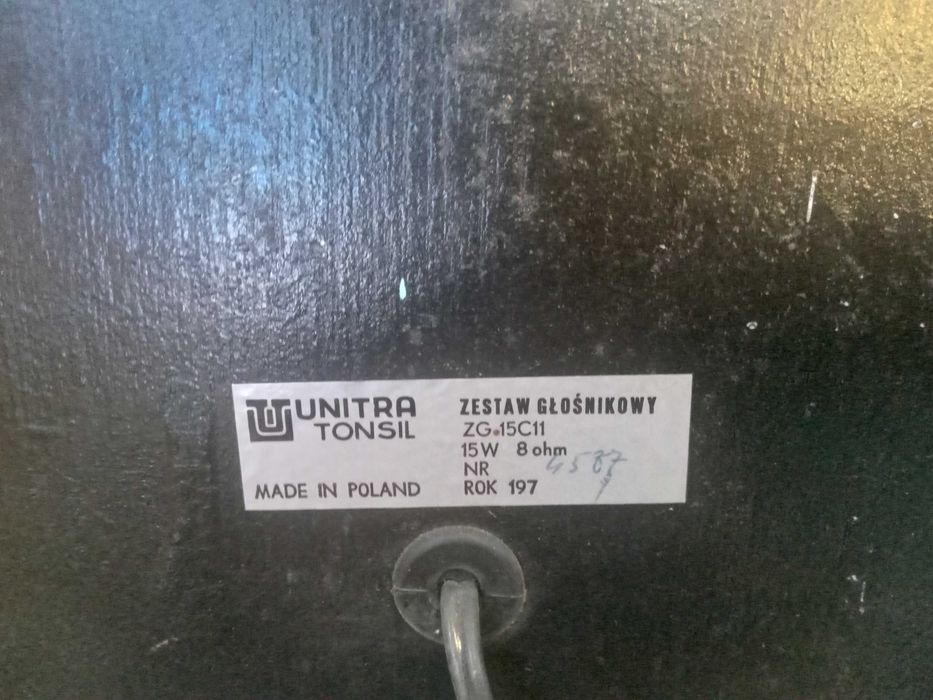 UNITRA
TONSIL
MADE IN POLAND
ZESTAW GŁOŚNIKOWY
ZG.15C11
15W 8 ohm
NR
ROK 197